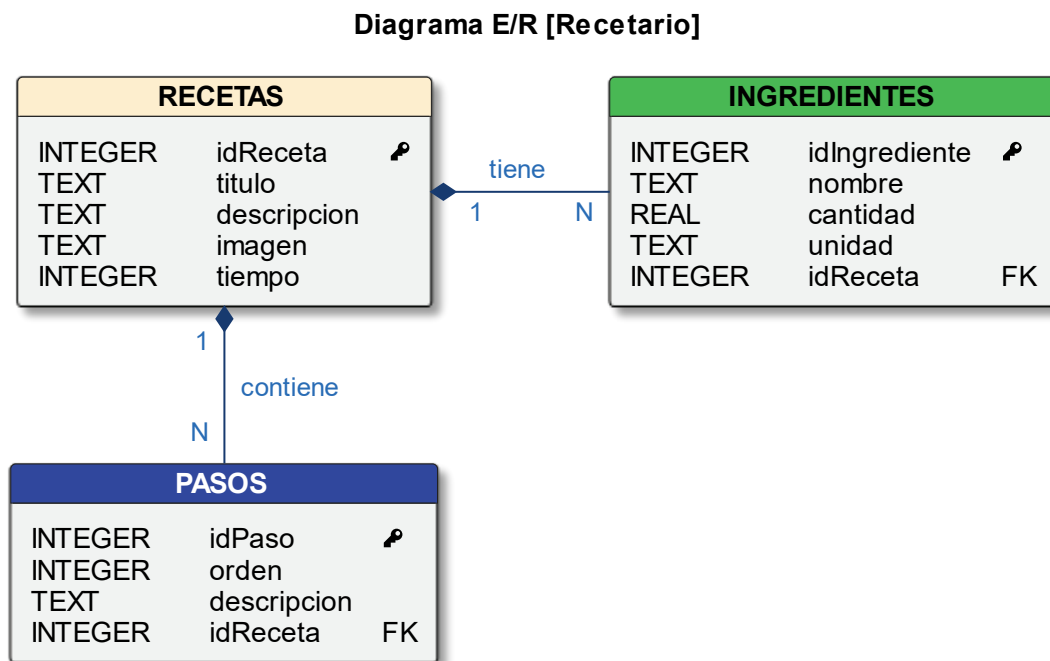 Diagrama E/R [Recetario]
RECETAS
INTEGER idReceta
TEXT titulo
TEXT descripcion
TEXT imagen
INTEGER tiempo
tiene
1 N
INGREDIENTES
INTEGER idIngrediente
TEXT nombre
REAL cantidad
TEXT unidad
INTEGER idReceta FK
1
contiene
N
PASOS
INTEGER idPaso
INTEGER orden
TEXT descripcion
INTEGER idReceta FK